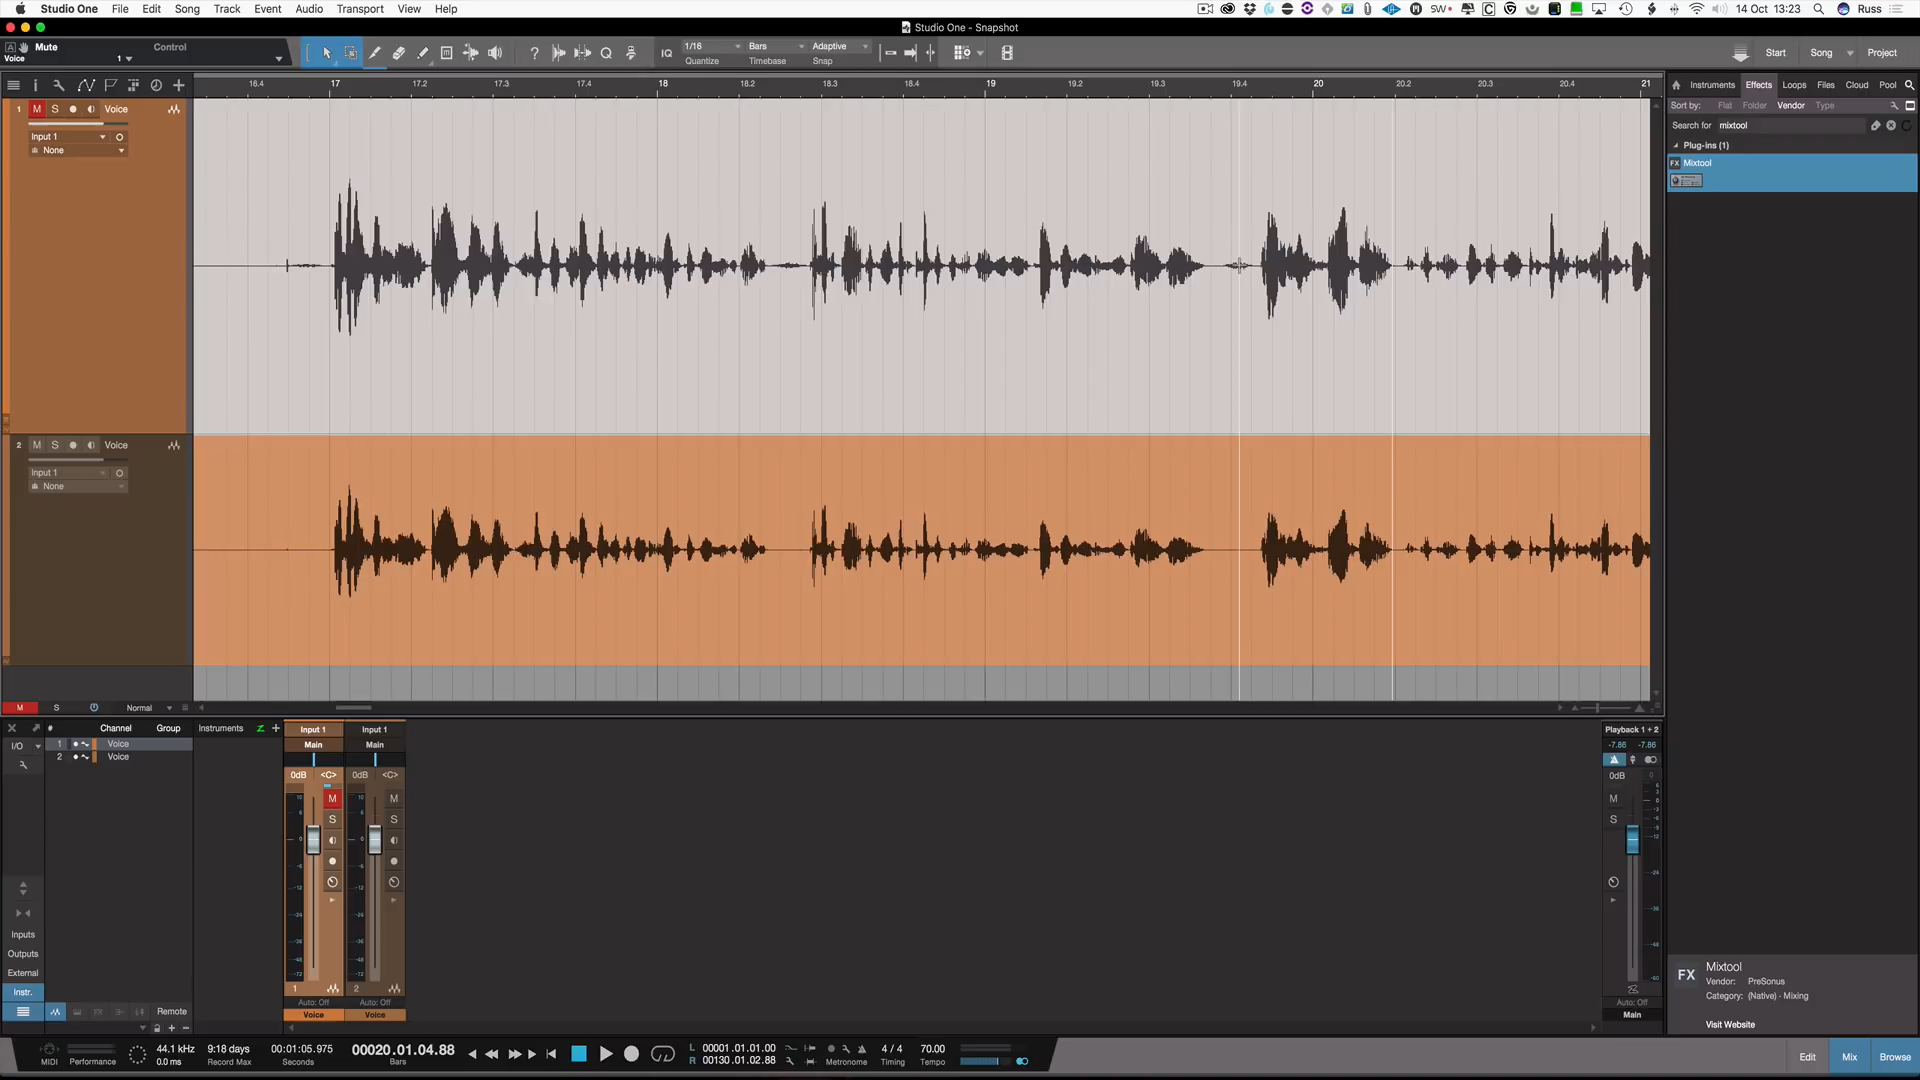 Studio One File Edit Song Track Event Audio Transport View Help
SW 14 Oct 13:23 Russ
Studio One - Snapshot
Mute Control
Voice 1
IQ 1/16 Bars Adaptive
Quantize Timebase Snap
Start Song Project
16.4 17 17.2 17.3 17.4 18 18.2 18.3 18.4 19 19.2 19.3 19.4 20 20.2 20.3 20.4 21
Instruments Effects Loops Files Cloud Pool
Sort by: Flat Folder Vendor Type
Search for mixtool
Plug-ins (1)
FX Mixtool
1 M S Voice
Input 1
None
2 M S Voice
Input 1
None
M S Normal
# Channel Group Instruments
I/O
1 Voice
2 Voice
Inputs
Outputs
External
Instr.
Remote
Input 1 Input 1
Main Main
0dB <C> 0dB <C>
M M
S S
1 2
Auto: Off Auto: Off
Voice Voice
Playback 1 + 2
-7.86 -7.86
0dB
M
S
Auto: Off
Main
FX Mixtool
Vendor: PreSonus
Category: (Native) - Mixing
Visit Website
MIDI Performance
44.1 kHz
0.0 ms
9:18 days
Record Max
00:01:05.975
Seconds
00020.01.04.88
Bars
L 00001.01.01.00
R 00130.01.02.88
Metronome
4 / 4
Timing
70.00
Tempo
Edit Mix Browse